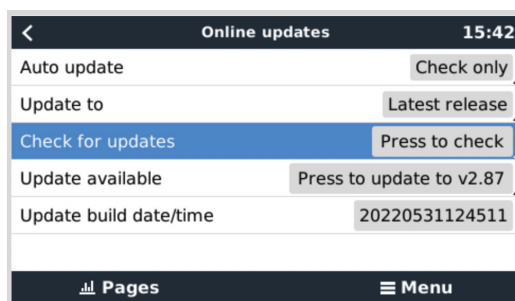 Online updates 15:42
Auto update Check only
Update to Latest release
Check for updates Press to check
Update available Press to update to v2.87
Update build date/time 20220531124511
Pages Menu